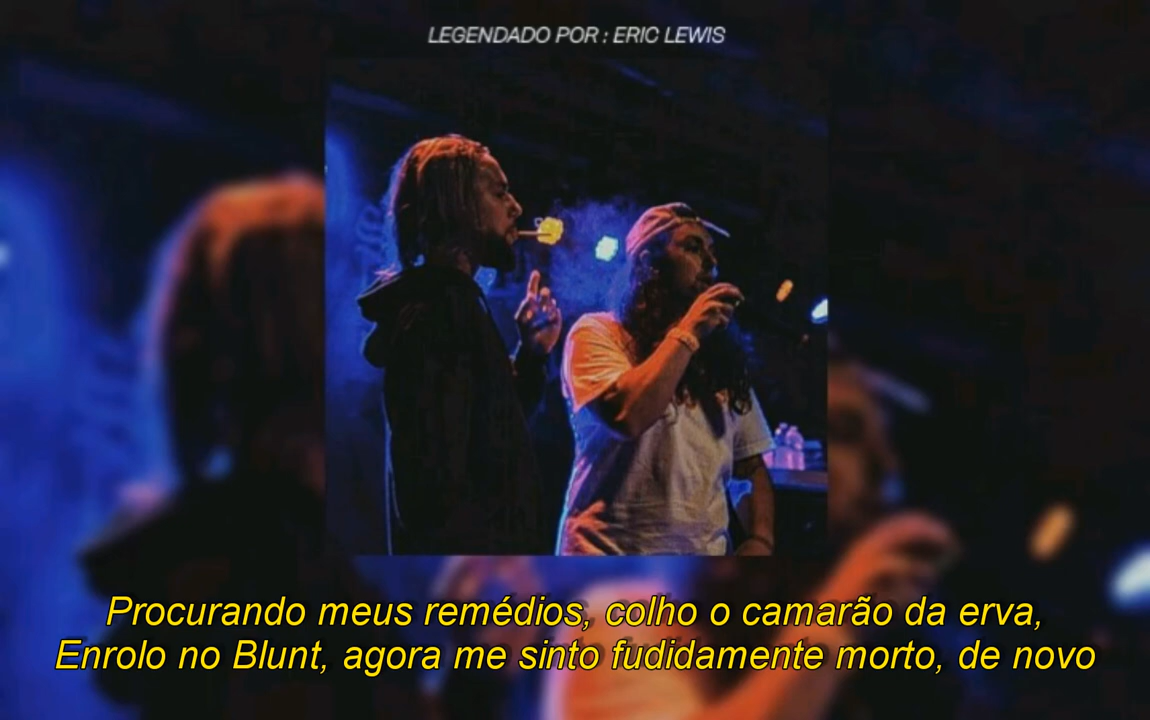 LEGENDADO POR : ERIC LEWIS
Procurando meus remédios, colho o camarão da erva,
Enrolo no Blunt, agora me sinto fudidamente morto, de novo